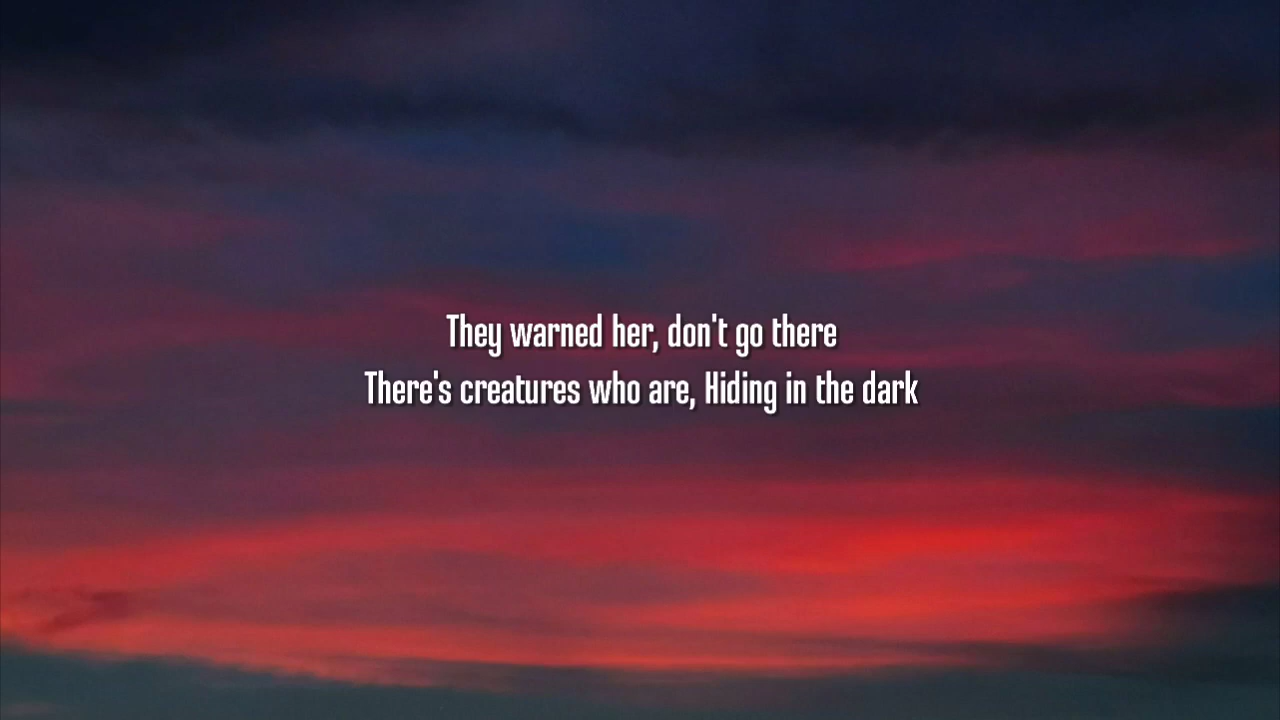 They warned her, don't go there
There's creatures who are, Hiding in the dark